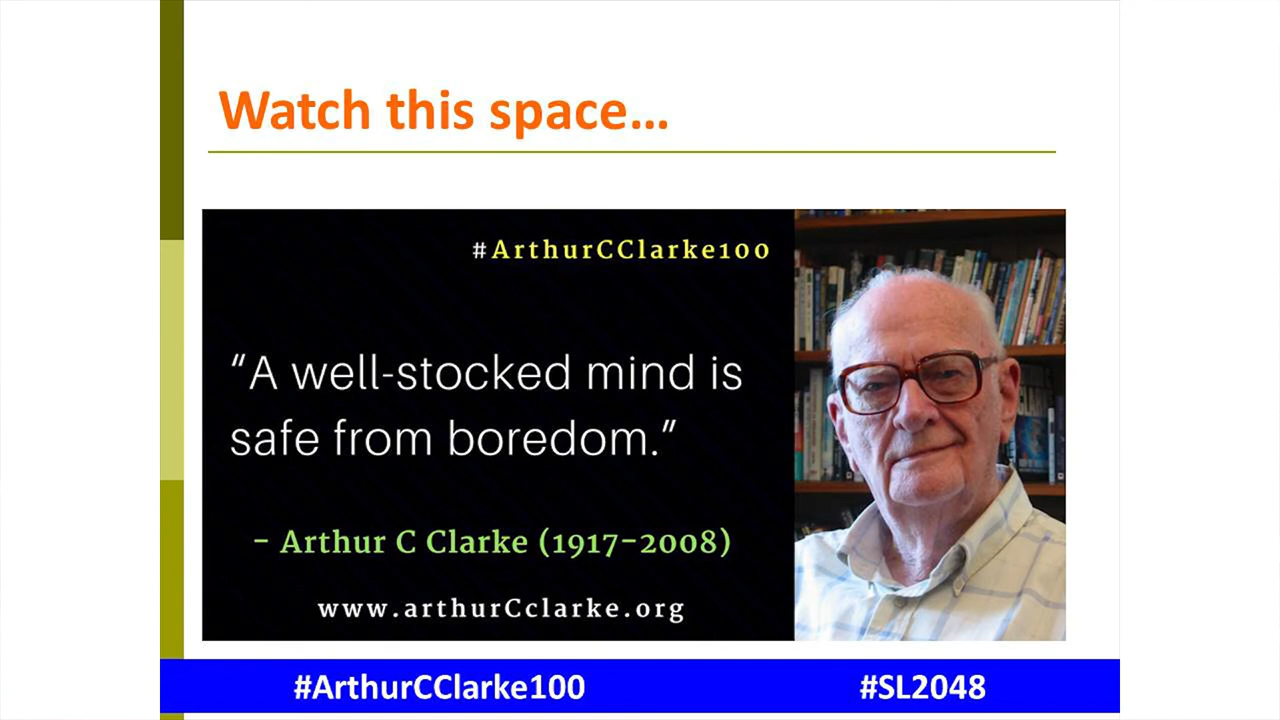 Watch this space…
#ArthurCClarke100
“A well-stocked mind is
safe from boredom.”
- Arthur C Clarke (1917-2008)
www.arthurCclarke.org
#ArthurCClarke100 #SL2048